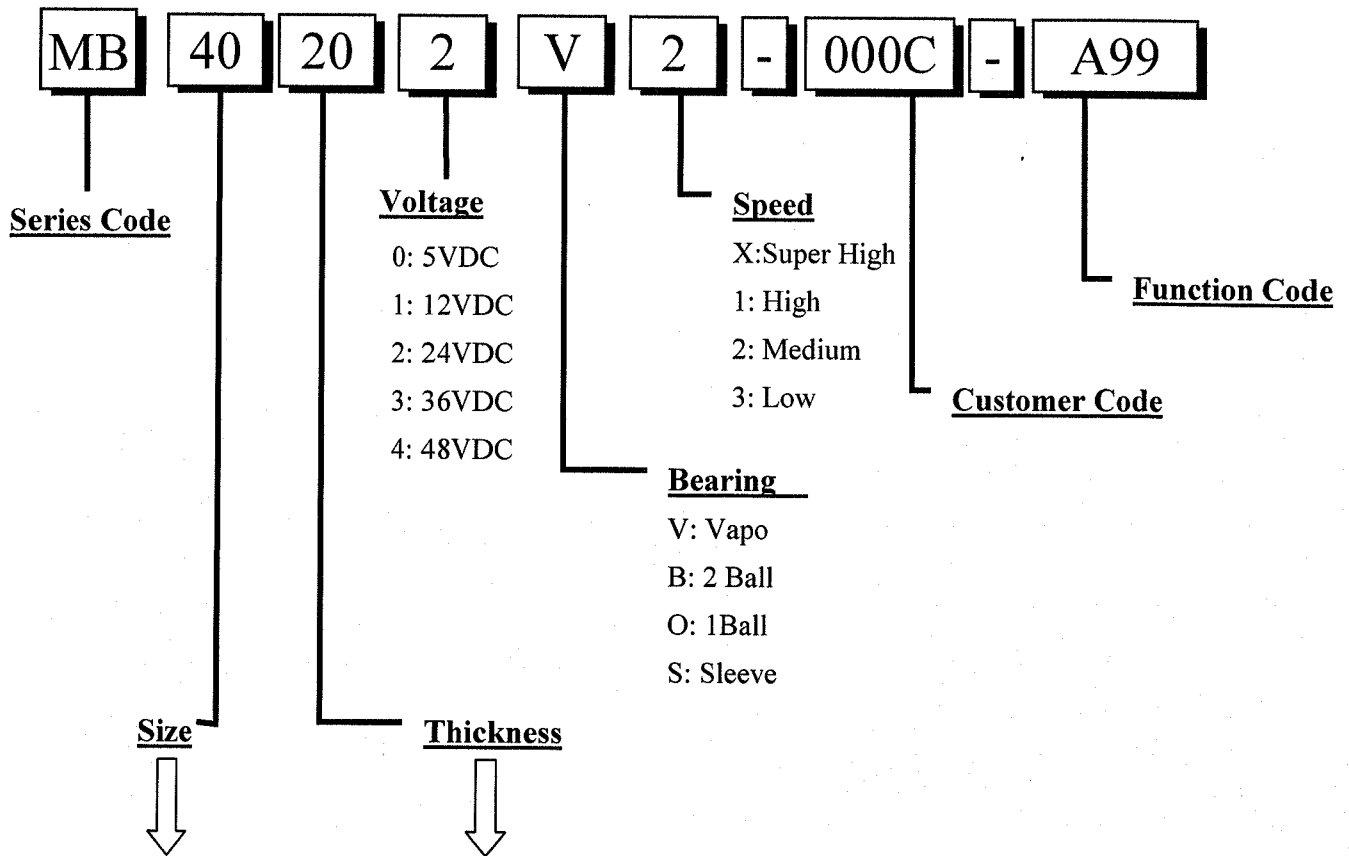 MB 40 20 2 V 2 - 000C - A99
Series Code
Voltage
0: 5VDC
1: 12VDC
2: 24VDC
3: 36VDC
4: 48VDC
Speed
X:Super High
1: High
2: Medium
3: Low
Function Code
Customer Code
Bearing
V: Vapo
B: 2 Ball
O: 1Ball
S: Sleeve
Size
Thickness